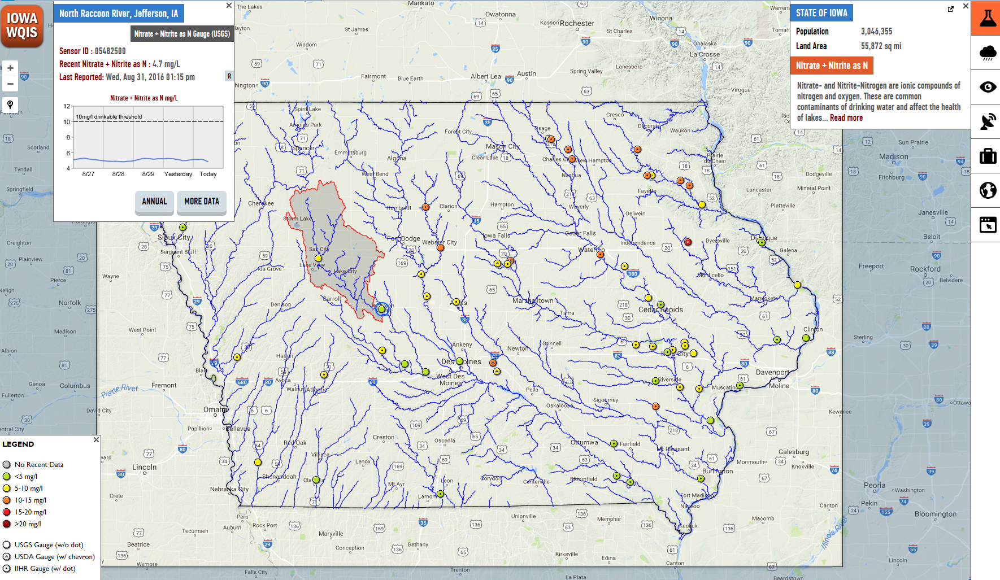 IOWA
WQIS
North Raccoon River, Jefferson, IA
Nitrate + Nitrite as N Gauge (USGS)
Sensor ID : 05482500
Recent Nitrate + Nitrite as N : 4.7 mg/L
Last Reported: Wed, Aug 31, 2016 01:15 pm
R
Nitrate + Nitrite as N mg/L
12
10mg/l drinkable threshold
10
8
6
4
8/27 8/28 8/29 Yesterday Today
ANNUAL MORE DATA
STATE OF IOWA
Population 3,046,355
Land Area 55,872 sq mi
Nitrate + Nitrite as N
Nitrate- and Nitrite-Nitrogen are ionic compounds of
nitrogen and oxygen. These are common
contaminants of drinking water and affect the health
of lakes... Read more
LEGEND
No Recent Data
<5 mg/l
5-10 mg/l
10-15 mg/l
15-20 mg/l
>20 mg/l
USGS Gauge (w/o dot)
USDA Gauge (w/ chevron)
IIHR Gauge (w/ dot)
The Lakes
Mankato
Owatonna
Kasson
Rochester
Winona
St James
St Charles
Windom
Onalaska
La Crosse
Fairmont
Blue Earth
Albert Lea
Austin
Spring Valley
Lanesboro
Viroqua
Spirit Lake
Arnolds Park
Spencer
Emmetsburg
Algona
Forest City
Mason City
Clear Lake
Osage
Cresco
Decorah
Waukon
Prairie
du Chien
New Hampton
Nashua
West Bend
Cherokee
Storm Lake
Humboldt
Clarion
Hampton
Waverly
Oelwein
Fayette
Fort Dodge
Webster City
Iowa Falls
Cedar Falls
Waterloo
Independence
Dyersville
Dubuque
Galena
Sioux City
Sergeant Bluff
Sac City
Lake View
Lake City
Ida Grove
Carroll
Denison
Ames
Marshalltown
Tama
Cedar Rapids
Monticello
Maquoketa
Clinton
Harlan
Avoca
Walnut
Atlantic
Ankeny
Des Moines
West Des
Moines
Newton
Grinnell
Pella
Oskaloosa
Sigourney
Riverside
Muscatine
Davenport
Moline
Omaha
Bellevue
Papillion
Red Oak
Villisca
Creston
Osceola
Ottumwa
Fairfield
Mt Pleasant
Burlington
Shenandoah
Lenox
Mt Ayr
Leon
Lamoni
Corydon
Centerville
Bloomfield
Fort Madison
Keokuk
Nebraska City
Peru
Auburn
Rock Port
Maryville
Conception
Bethany
Unionville
Memphis
Kirksville
Edina
Canton
Trenton
La Plata
Scotland
Tyndall
Springfield
Creighton
Plainview
Pierce
Wayne
Norfolk
Madison
West Point
Albion
Genoa
Columbus
Fremont
Fullerton
Platte River
David City
Lincoln
Crete
Tecumseh
Beatrice
Wymore
Falls City
Sun Prairie
Madison
Fitchburg
Dodgeville
Mineral Point
Lancaster
Platteville
Janesville
Beloit
Freeport
Rockford
Belvidere
Sterling
Ottawa
Kewanee
Galesburg
Monmouth
Knoxville
Peoria
Washington
Pekin
Bloomington
Canton
Macomb
Illinois River
Lincoln
Beardstown